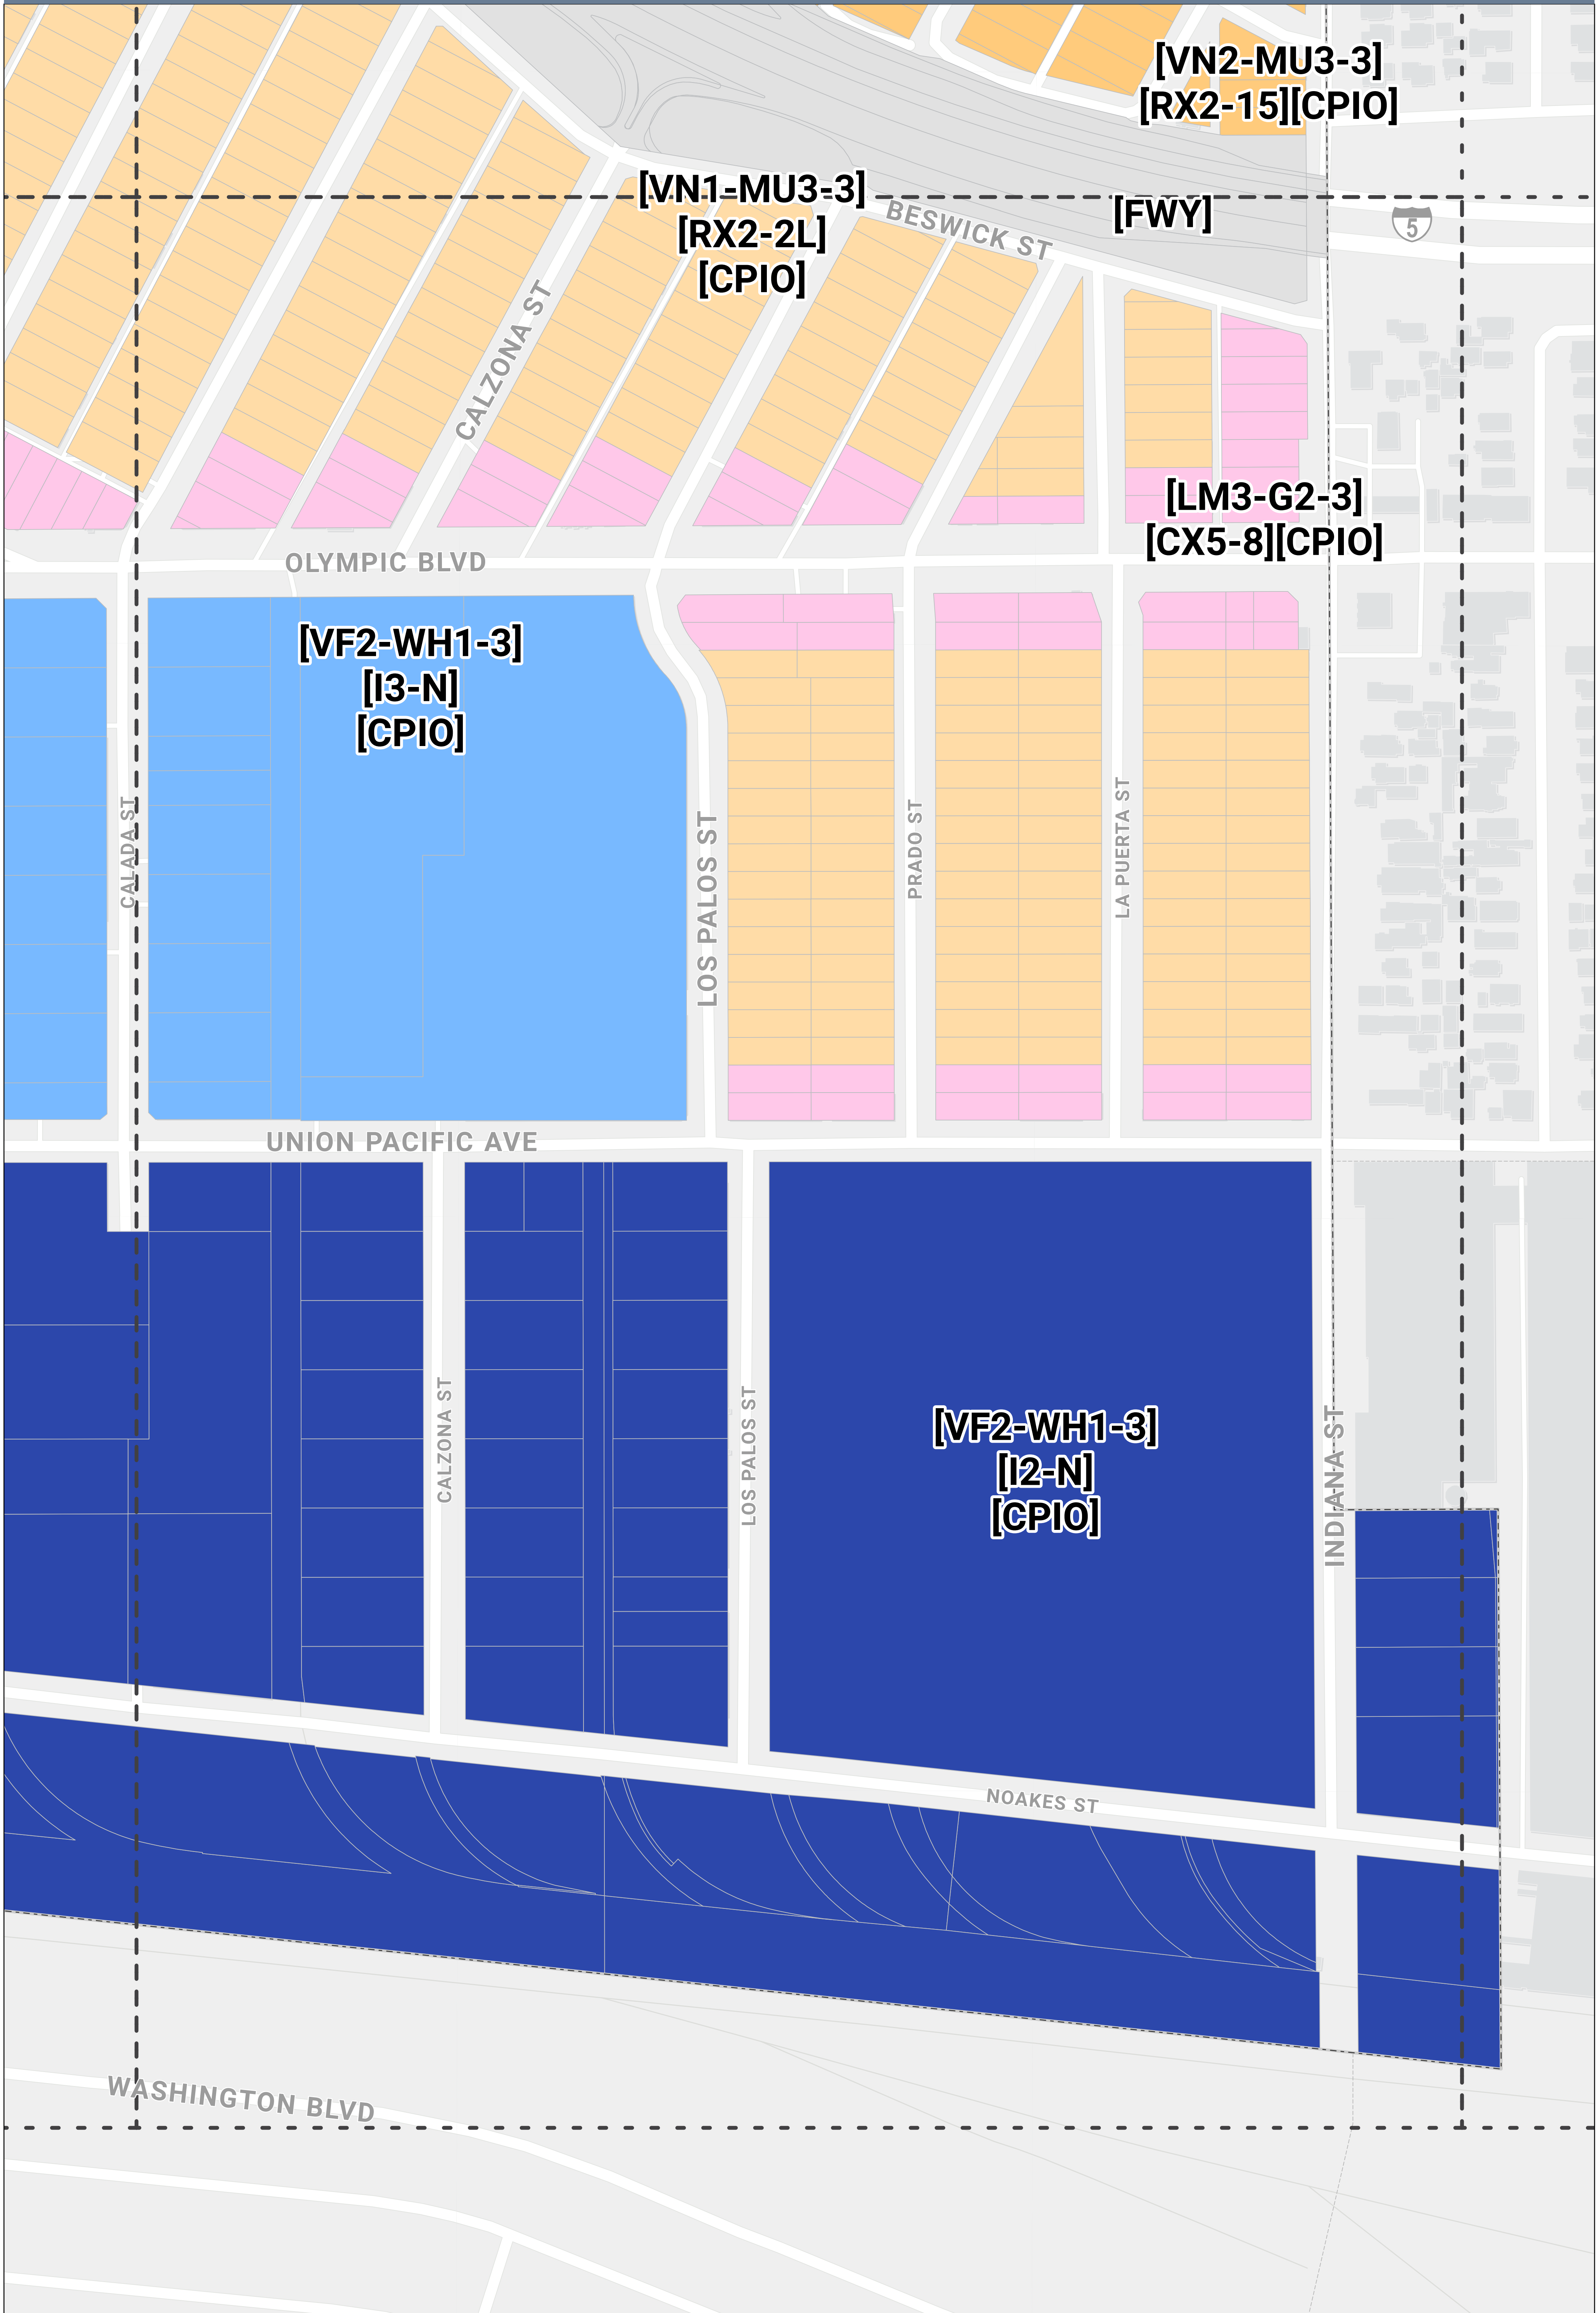 [VN2-MU3-3]
[RX2-15][CPIO]
[VN1-MU3-3]
[RX2-2L]
[CPIO]
BESWICK ST
[FWY]
5
CALZONA ST
[LM3-G2-3]
[CX5-8][CPIO]
OLYMPIC BLVD
[VF2-WH1-3]
[I3-N]
[CPIO]
CALADA ST
LOS PALOS ST
PRADO ST
LA PUERTA ST
UNION PACIFIC AVE
CALZONA ST
LOS PALOS ST
[VF2-WH1-3]
[I2-N]
[CPIO]
INDIANA ST
NOAKES ST
WASHINGTON BLVD